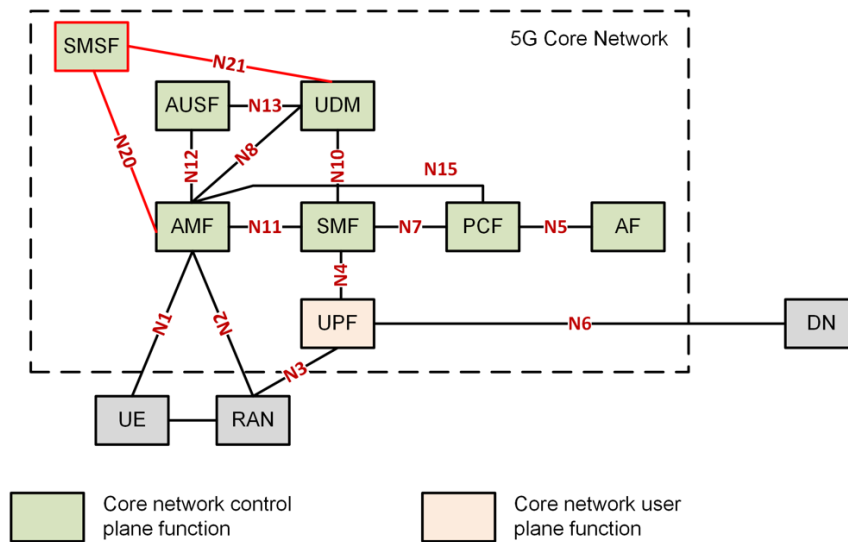 5G Core Network
SMSF
N21
AUSF
N13
UDM
N20
N12
N8
N10
N15
AMF
N11
SMF
N7
PCF
N5
AF
N4
N1
N2
UPF
N6
DN
N3
UE
RAN
Core network control
plane function
Core network user
plane function